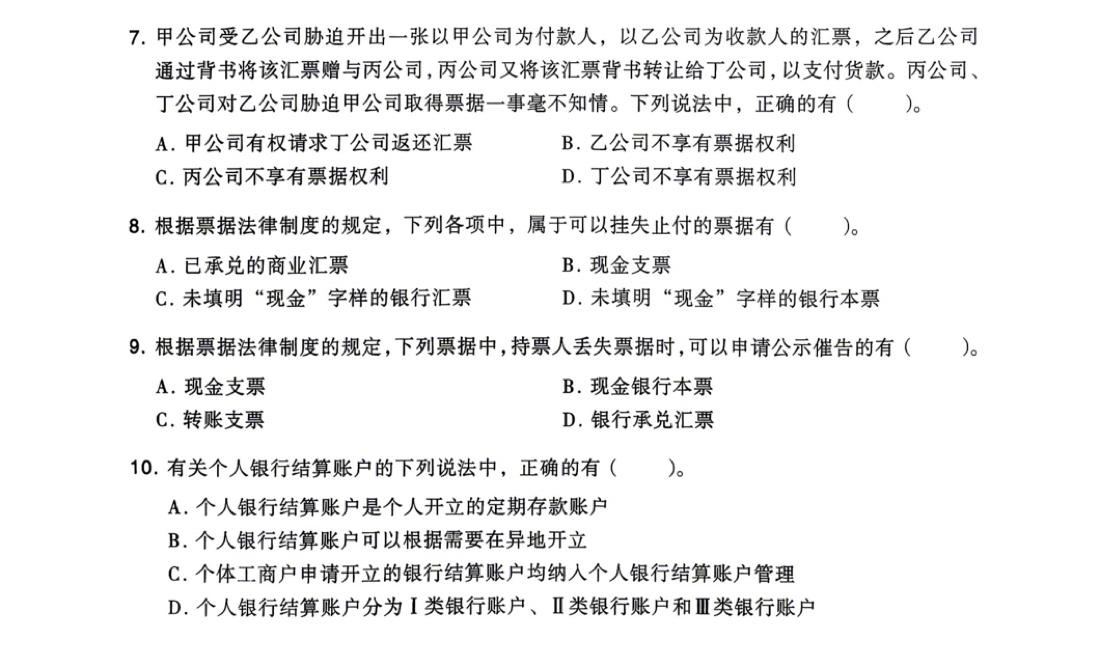 7. 甲公司受乙公司胁迫开出一张以甲公司为付款人，以乙公司为收款人的汇票，之后乙公司
通过背书将该汇票赠与丙公司，丙公司又将该汇票背书转让给丁公司，以支付货款。丙公司、
丁公司对乙公司胁迫甲公司取得票据一事毫不知情。下列说法中，正确的有（　　）。
A. 甲公司有权请求丁公司返还汇票　　B. 乙公司不享有票据权利
C. 丙公司不享有票据权利　　D. 丁公司不享有票据权利
8. 根据票据法律制度的规定，下列各项中，属于可以挂失止付的票据有（　　）。
A. 已承兑的商业汇票　　B. 现金支票
C. 未填明“现金”字样的银行汇票　　D. 未填明“现金”字样的银行本票
9. 根据票据法律制度的规定，下列票据中，持票人丢失票据时，可以申请公示催告的有（　　）。
A. 现金支票　　B. 现金银行本票
C. 转账支票　　D. 银行承兑汇票
10. 有关个人银行结算账户的下列说法中，正确的有（　　）。
A. 个人银行结算账户是个人开立的定期存款账户
B. 个人银行结算账户可以根据需要在异地开立
C. 个体工商户申请开立的银行结算账户均纳入个人银行结算账户管理
D. 个人银行结算账户分为Ⅰ类银行账户、Ⅱ类银行账户和Ⅲ类银行账户